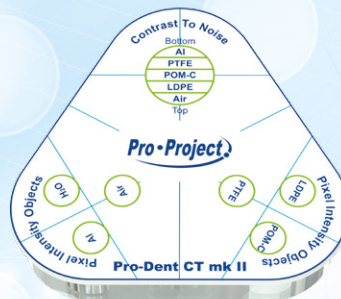 Contrast To Noise
Bottom
Al
PTFE
POM-C
LDPE
Air
Top
Pro•Project
H₂O
Air
Al
PTFE
LDPE
POM-C
Pixel Intensity Objects
Pixel Intensity Objects
Pro-Dent CT mk II